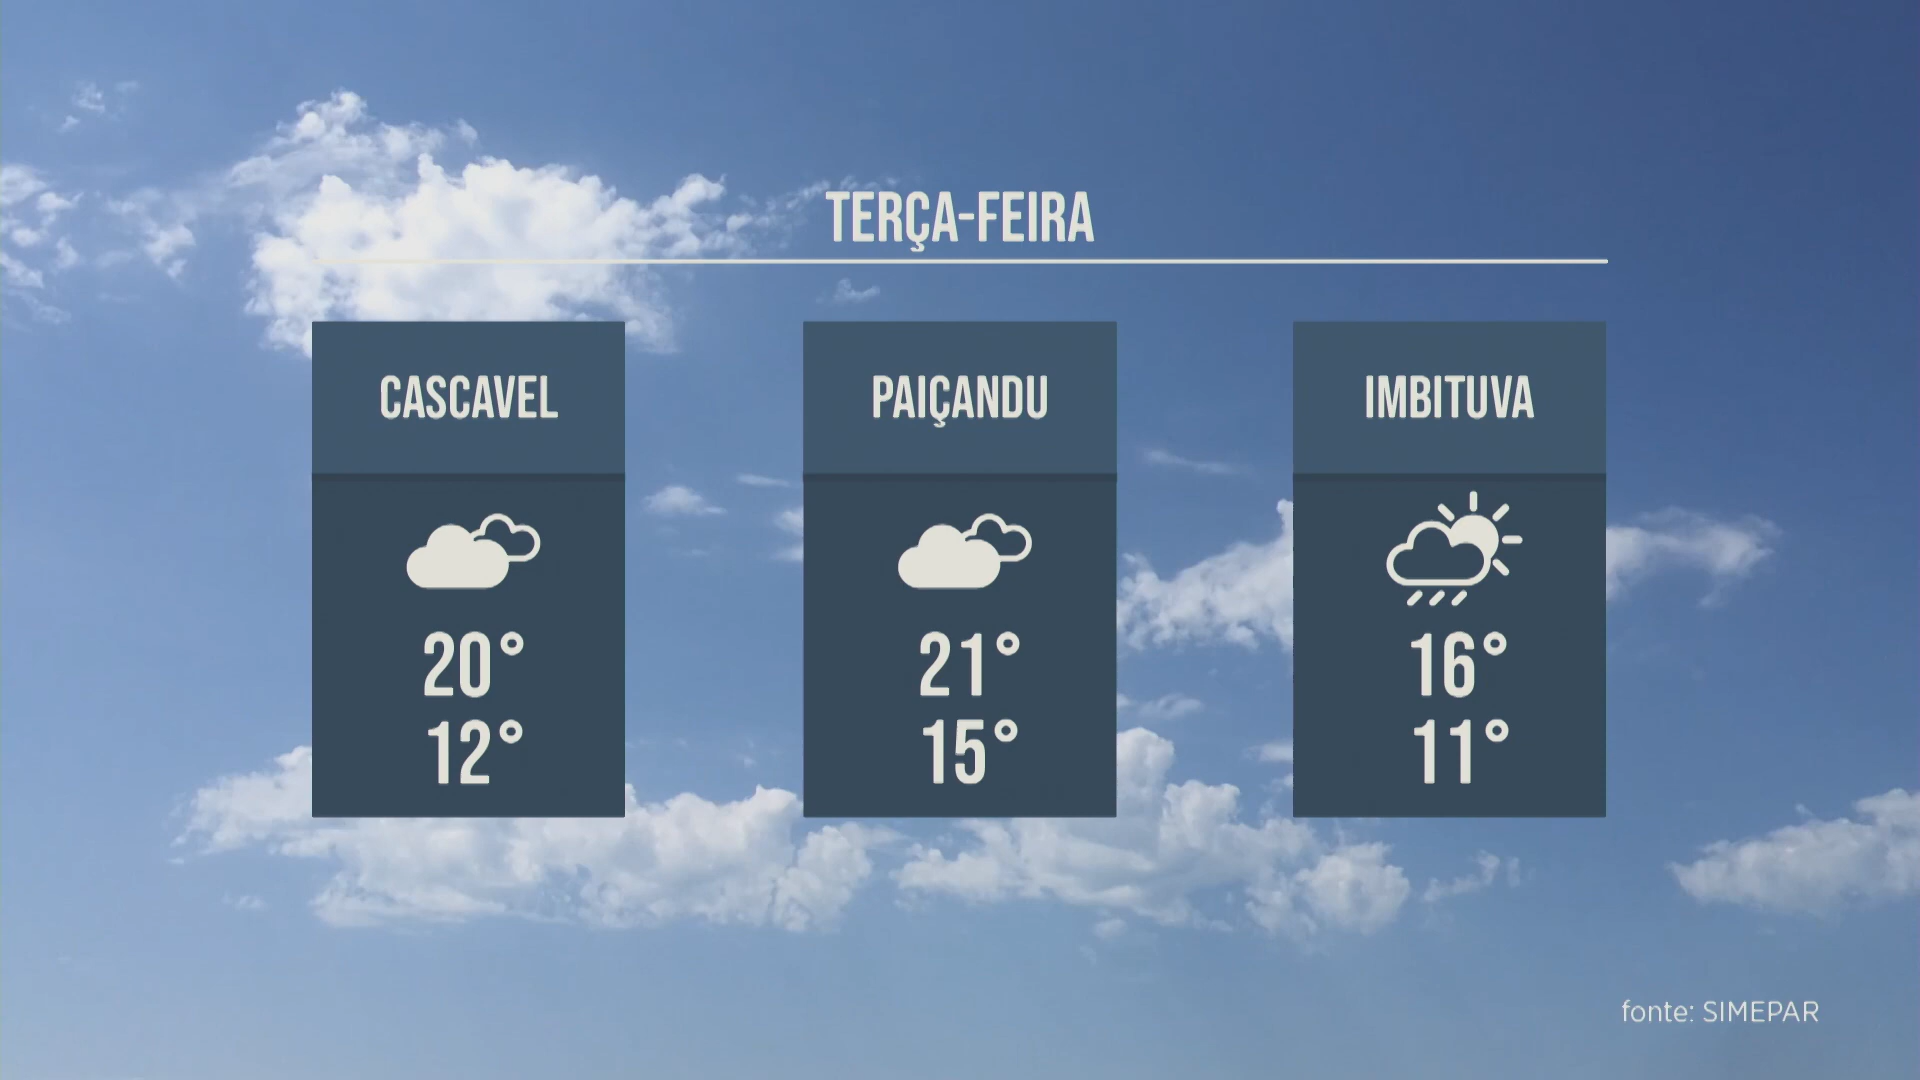 TERÇA-FEIRA
CASCAVEL
20°
12°
PAIÇANDU
21°
15°
IMBITUVA
16°
11°
fonte: SIMEPAR